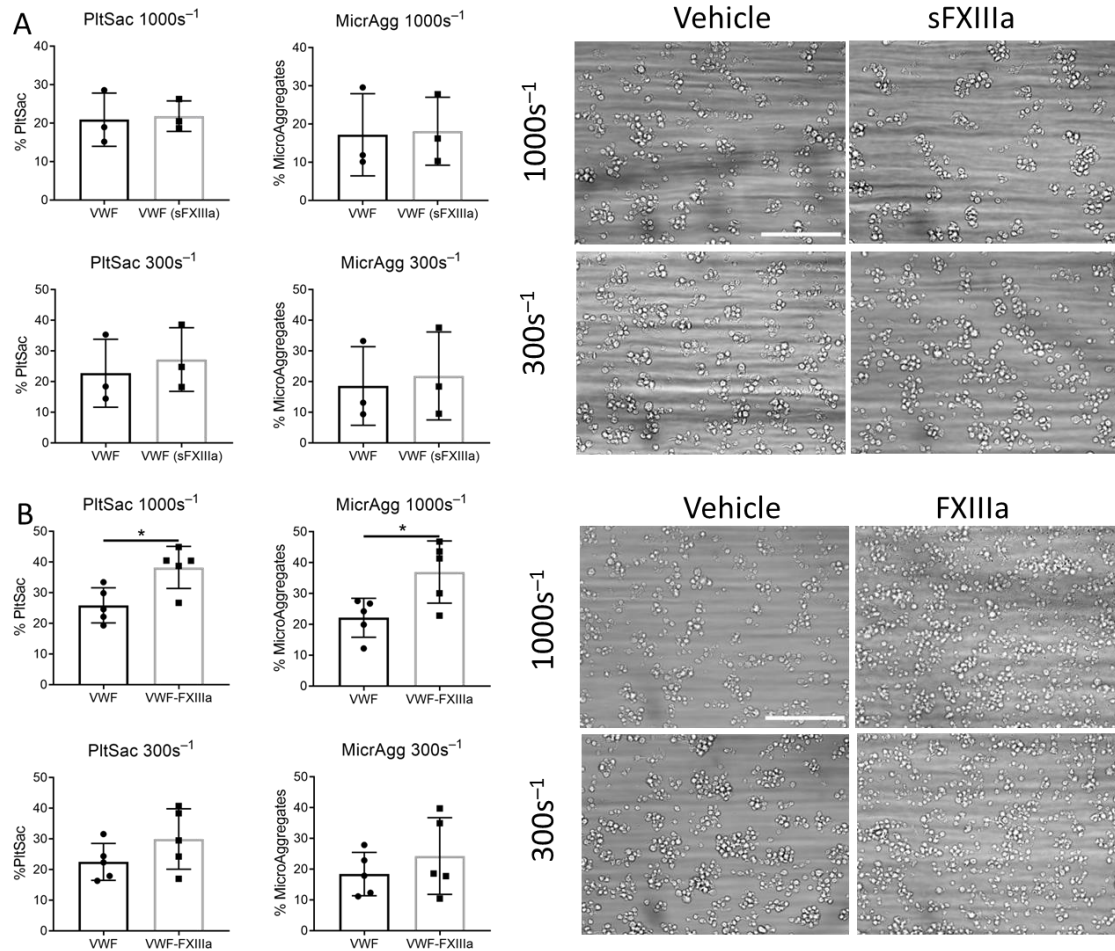 A
PltSac 1000s⁻¹
% PltSac
40
30
20
10
0
VWF
VWF (sFXIIIa)
MicrAgg 1000s⁻¹
% MicroAggregates
40
30
20
10
0
VWF
VWF (sFXIIIa)
PltSac 300s⁻¹
% PltSac
50
40
30
20
10
0
VWF
VWF (sFXIIIa)
MicrAgg 300s⁻¹
% MicroAggregates
50
40
30
20
10
0
VWF
VWF (sFXIIIa)
Vehicle
sFXIIIa
1000s⁻¹
300s⁻¹
B
PltSac 1000s⁻¹
% PltSac
50
40
30
20
10
0
*
VWF
VWF-FXIIIa
MicrAgg 1000s⁻¹
% MicroAggregates
50
40
30
20
10
0
*
VWF
VWF-FXIIIa
PltSac 300s⁻¹
%PltSac
50
40
30
20
10
0
VWF
VWF-FXIIIa
MicrAgg 300s⁻¹
% MicroAggregates
50
40
30
20
10
0
VWF
VWF-FXIIIa
Vehicle
FXIIIa
1000s⁻¹
300s⁻¹